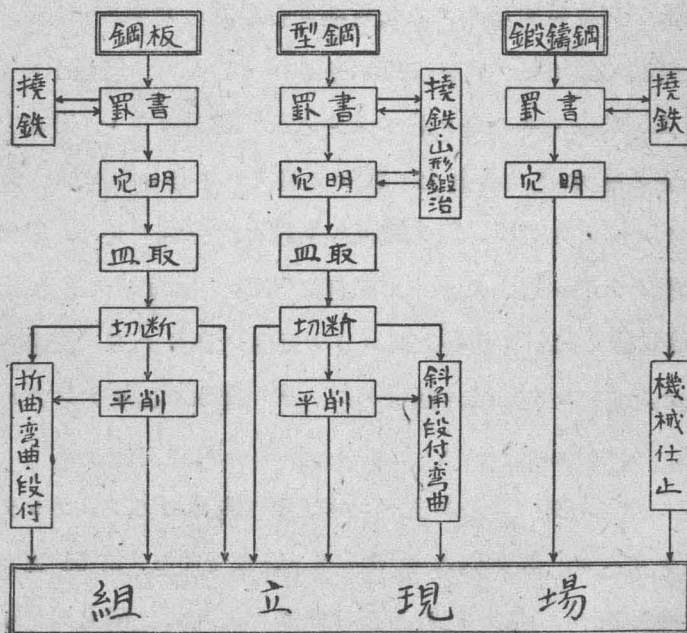 鋼板
型鋼
鍛鑄鋼
撓鉄
罫書
罫書
撓鉄・山形鍛冶
罫書
撓鉄
穴明
穴明
穴明
皿取
皿取
切断
切断
折曲・弯曲・段付
平削
平削
斜角・段付・弯曲
機械仕上
組立現場